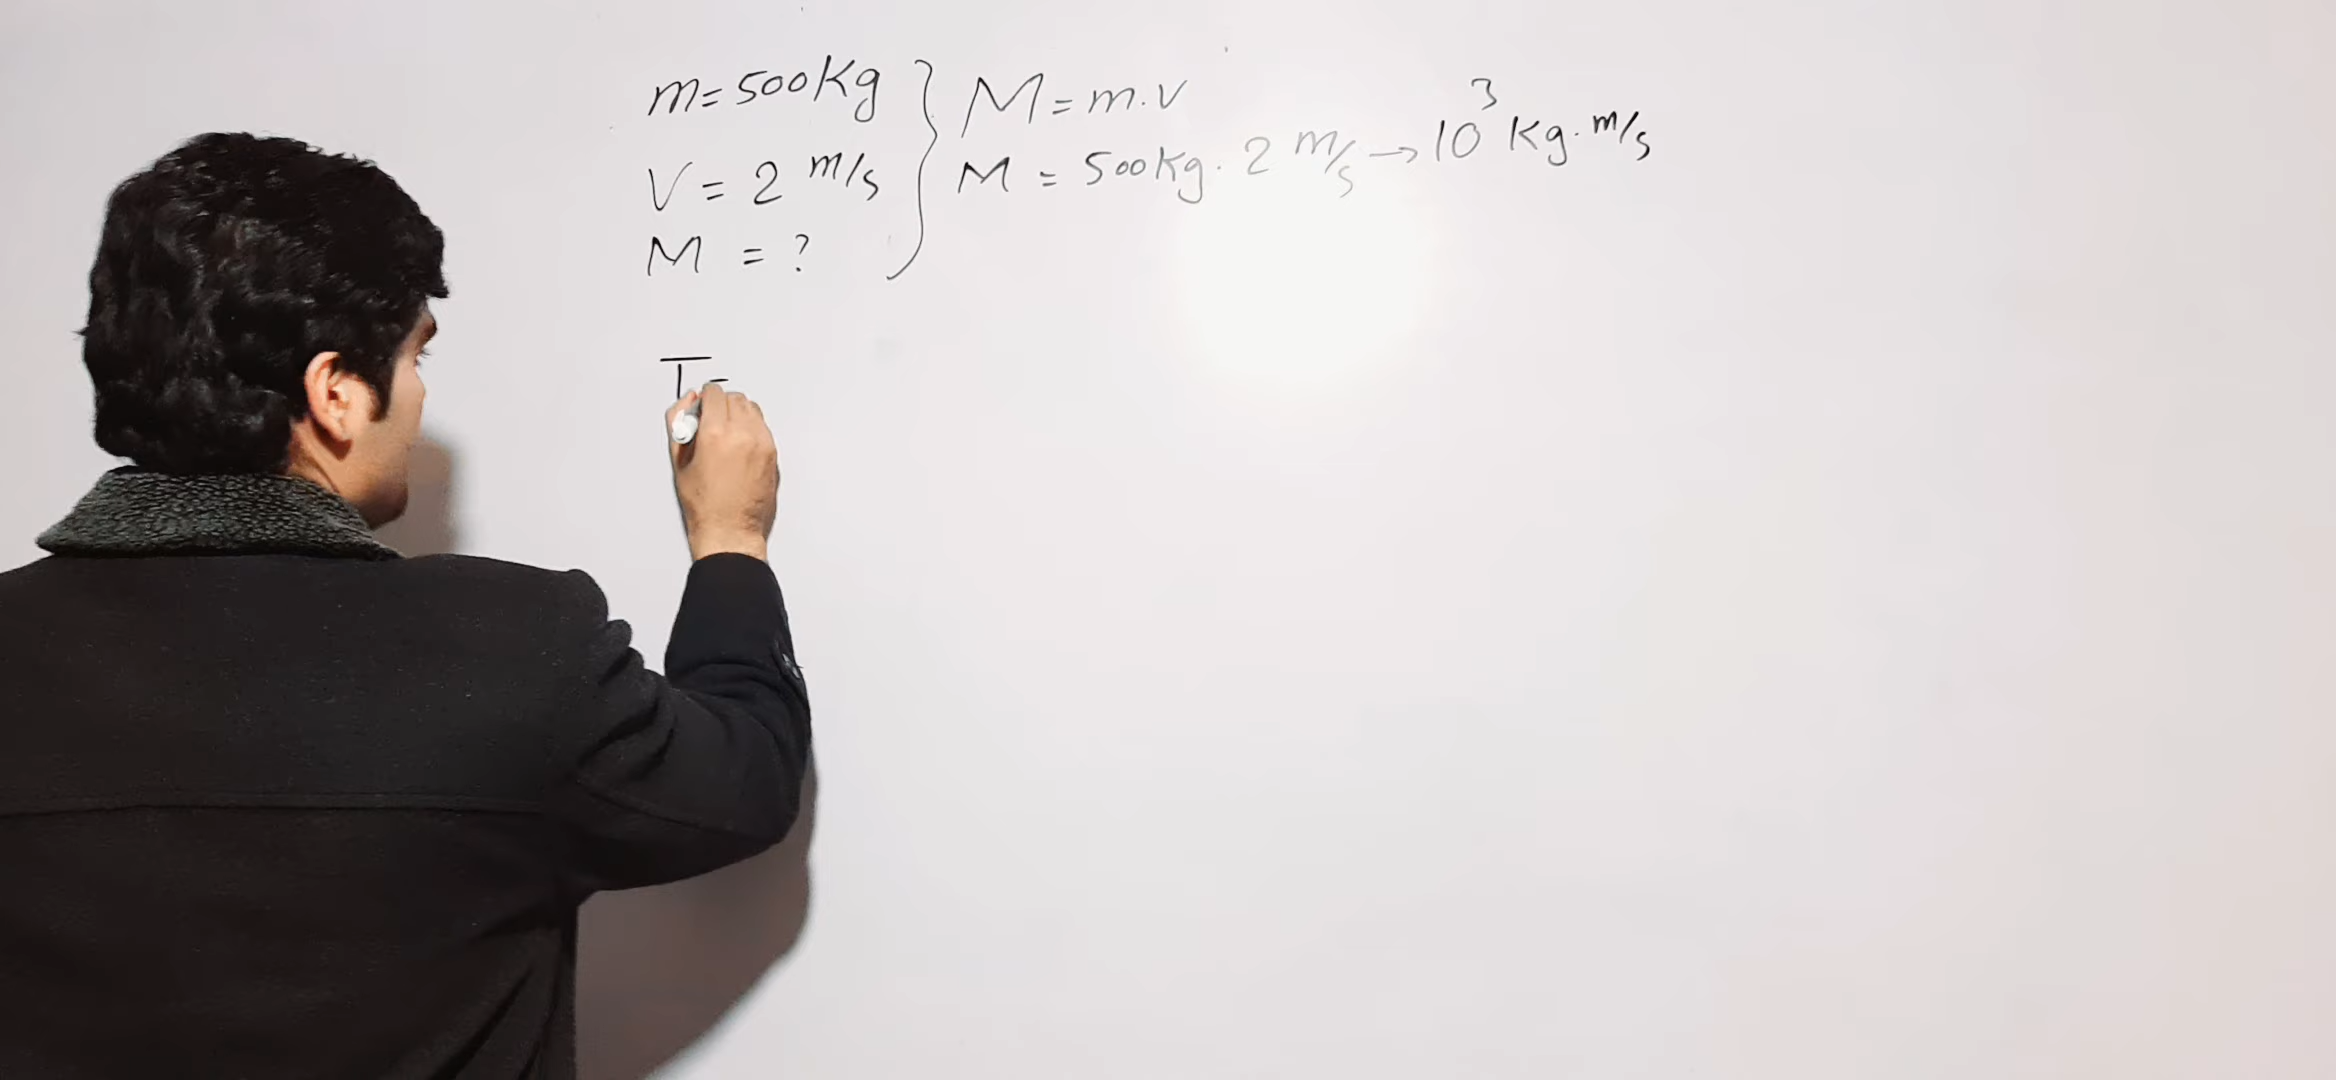 m=500Kg
V = 2 m/s
M = ?
M = m.v
M = 500Kg. 2 m/s → 10³ Kg. m/s
T=